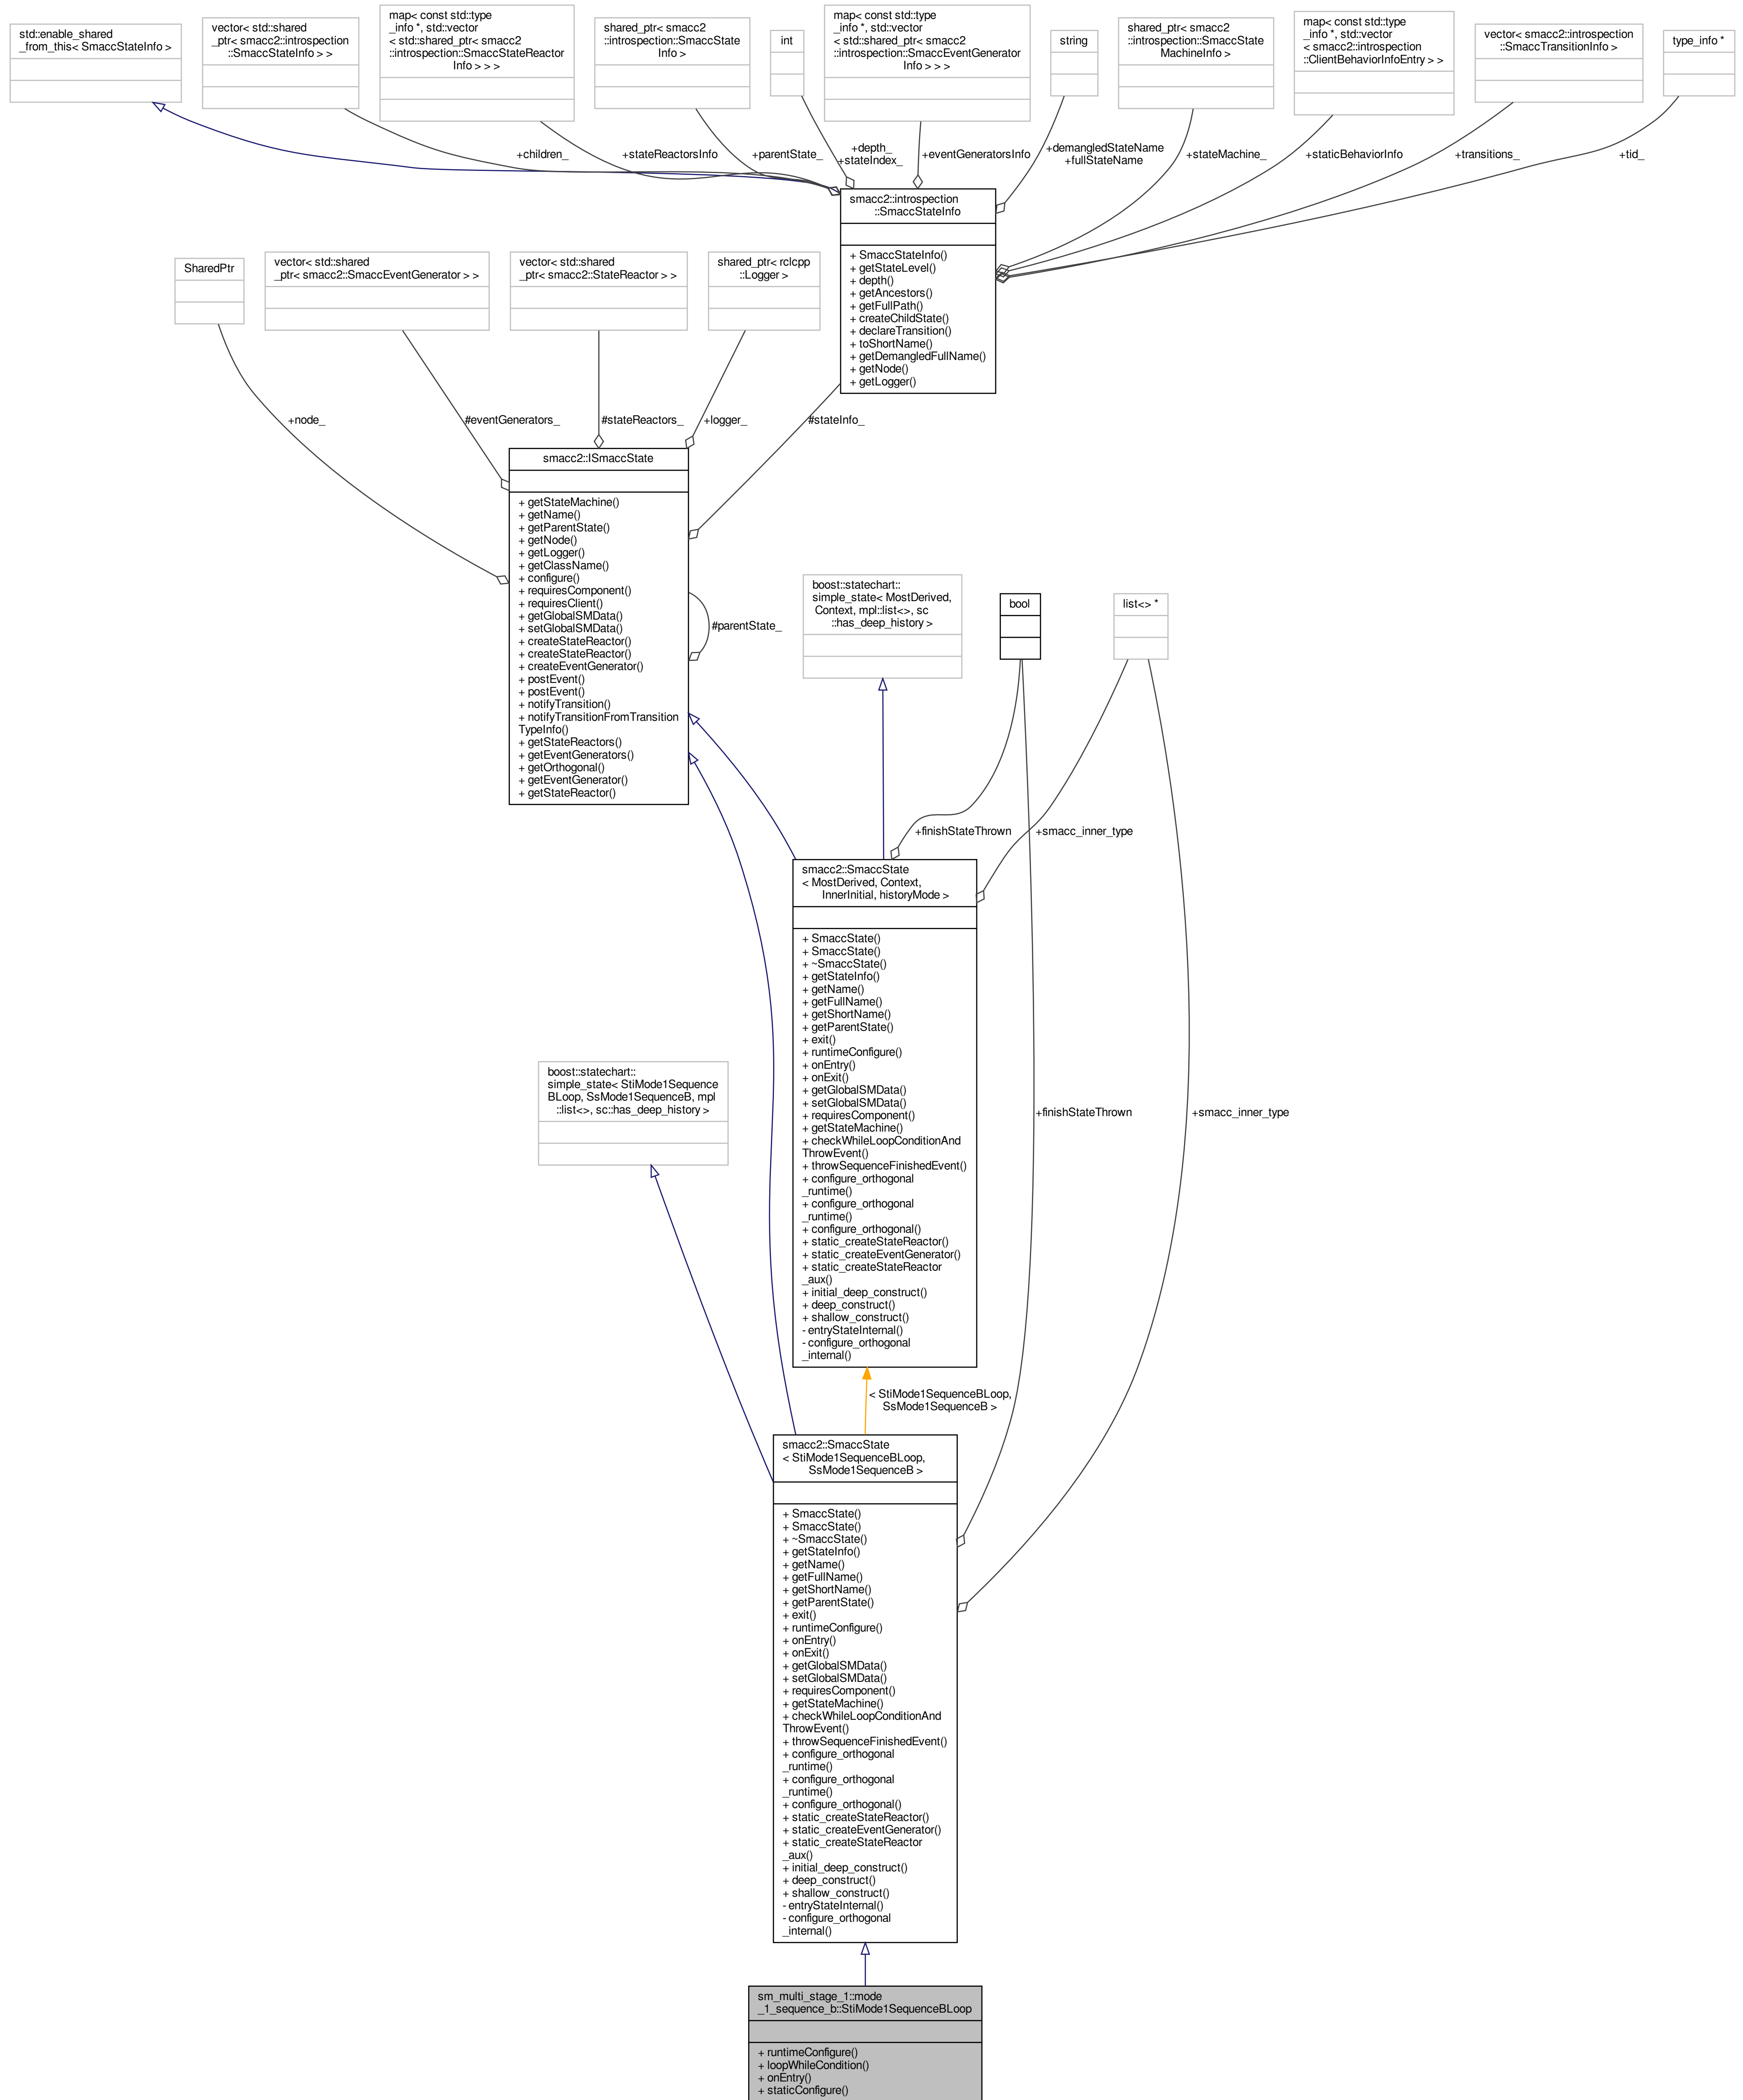 std::enable_shared
_from_this< SmaccStateInfo >
vector< std::shared
_ptr< smacc2::introspection
::SmaccStateInfo > >
map< const std::type
_info *, std::vector
< std::shared_ptr< smacc2
::introspection::SmaccStateReactor
Info > > >
shared_ptr< smacc2
::introspection::SmaccState
Info >
int
map< const std::type
_info *, std::vector
< std::shared_ptr< smacc2
::introspection::SmaccEventGenerator
Info > > >
string
shared_ptr< smacc2
::introspection::SmaccState
MachineInfo >
map< const std::type
_info *, std::vector
< smacc2::introspection
::ClientBehaviorInfoEntry > >
vector< smacc2::introspection
::SmaccTransitionInfo >
type_info *
+children_
+stateReactorsInfo
+parentState_
+depth_
+stateIndex_
+eventGeneratorsInfo
+demangledStateName
+fullStateName
+stateMachine_
+staticBehaviorInfo
+transitions_
+tid_
smacc2::introspection
::SmaccStateInfo
+ SmaccStateInfo()
+ getStateLevel()
+ depth()
+ getAncestors()
+ getFullPath()
+ createChildState()
+ declareTransition()
+ toShortName()
+ getDemangledFullName()
+ getNode()
+ getLogger()
SharedPtr
vector< std::shared
_ptr< smacc2::SmaccEventGenerator > >
vector< std::shared
_ptr< smacc2::StateReactor > >
shared_ptr< rclcpp
::Logger >
+node_
#eventGenerators_
#stateReactors_
+logger_
#stateInfo_
smacc2::ISmaccState
+ getStateMachine()
+ getName()
+ getParentState()
+ getNode()
+ getLogger()
+ getClassName()
+ configure()
+ requiresComponent()
+ requiresClient()
+ getGlobalSMData()
+ setGlobalSMData()
+ createStateReactor()
+ createStateReactor()
+ createEventGenerator()
+ postEvent()
+ postEvent()
+ notifyTransition()
+ notifyTransitionFromTransition
TypeInfo()
+ getStateReactors()
+ getEventGenerators()
+ getOrthogonal()
+ getEventGenerator()
+ getStateReactor()
#parentState_
boost::statechart::
simple_state< MostDerived,
Context, mpl::list<>, sc
::has_deep_history >
bool
list<> *
+finishStateThrown
+smacc_inner_type
smacc2::SmaccState
< MostDerived, Context,
InnerInitial, historyMode >
+ SmaccState()
+ SmaccState()
+ ~SmaccState()
+ getStateInfo()
+ getName()
+ getFullName()
+ getShortName()
+ getParentState()
+ exit()
+ runtimeConfigure()
+ onEntry()
+ onExit()
+ getGlobalSMData()
+ setGlobalSMData()
+ requiresComponent()
+ getStateMachine()
+ checkWhileLoopConditionAnd
ThrowEvent()
+ throwSequenceFinishedEvent()
+ configure_orthogonal
_runtime()
+ configure_orthogonal
_runtime()
+ configure_orthogonal()
+ static_createStateReactor()
+ static_createEventGenerator()
+ static_createStateReactor
_aux()
+ initial_deep_construct()
+ deep_construct()
+ shallow_construct()
- entryStateInternal()
- configure_orthogonal
_internal()
boost::statechart::
simple_state< StiMode1Sequence
BLoop, SsMode1SequenceB, mpl
::list<>, sc::has_deep_history >
+finishStateThrown
+smacc_inner_type
< StiMode1SequenceBLoop,
SsMode1SequenceB >
smacc2::SmaccState
< StiMode1SequenceBLoop,
SsMode1SequenceB >
+ SmaccState()
+ SmaccState()
+ ~SmaccState()
+ getStateInfo()
+ getName()
+ getFullName()
+ getShortName()
+ getParentState()
+ exit()
+ runtimeConfigure()
+ onEntry()
+ onExit()
+ getGlobalSMData()
+ setGlobalSMData()
+ requiresComponent()
+ getStateMachine()
+ checkWhileLoopConditionAnd
ThrowEvent()
+ throwSequenceFinishedEvent()
+ configure_orthogonal
_runtime()
+ configure_orthogonal
_runtime()
+ configure_orthogonal()
+ static_createStateReactor()
+ static_createEventGenerator()
+ static_createStateReactor
_aux()
+ initial_deep_construct()
+ deep_construct()
+ shallow_construct()
- entryStateInternal()
- configure_orthogonal
_internal()
sm_multi_stage_1::mode
_1_sequence_b::StiMode1SequenceBLoop
+ runtimeConfigure()
+ loopWhileCondition()
+ onEntry()
+ staticConfigure()